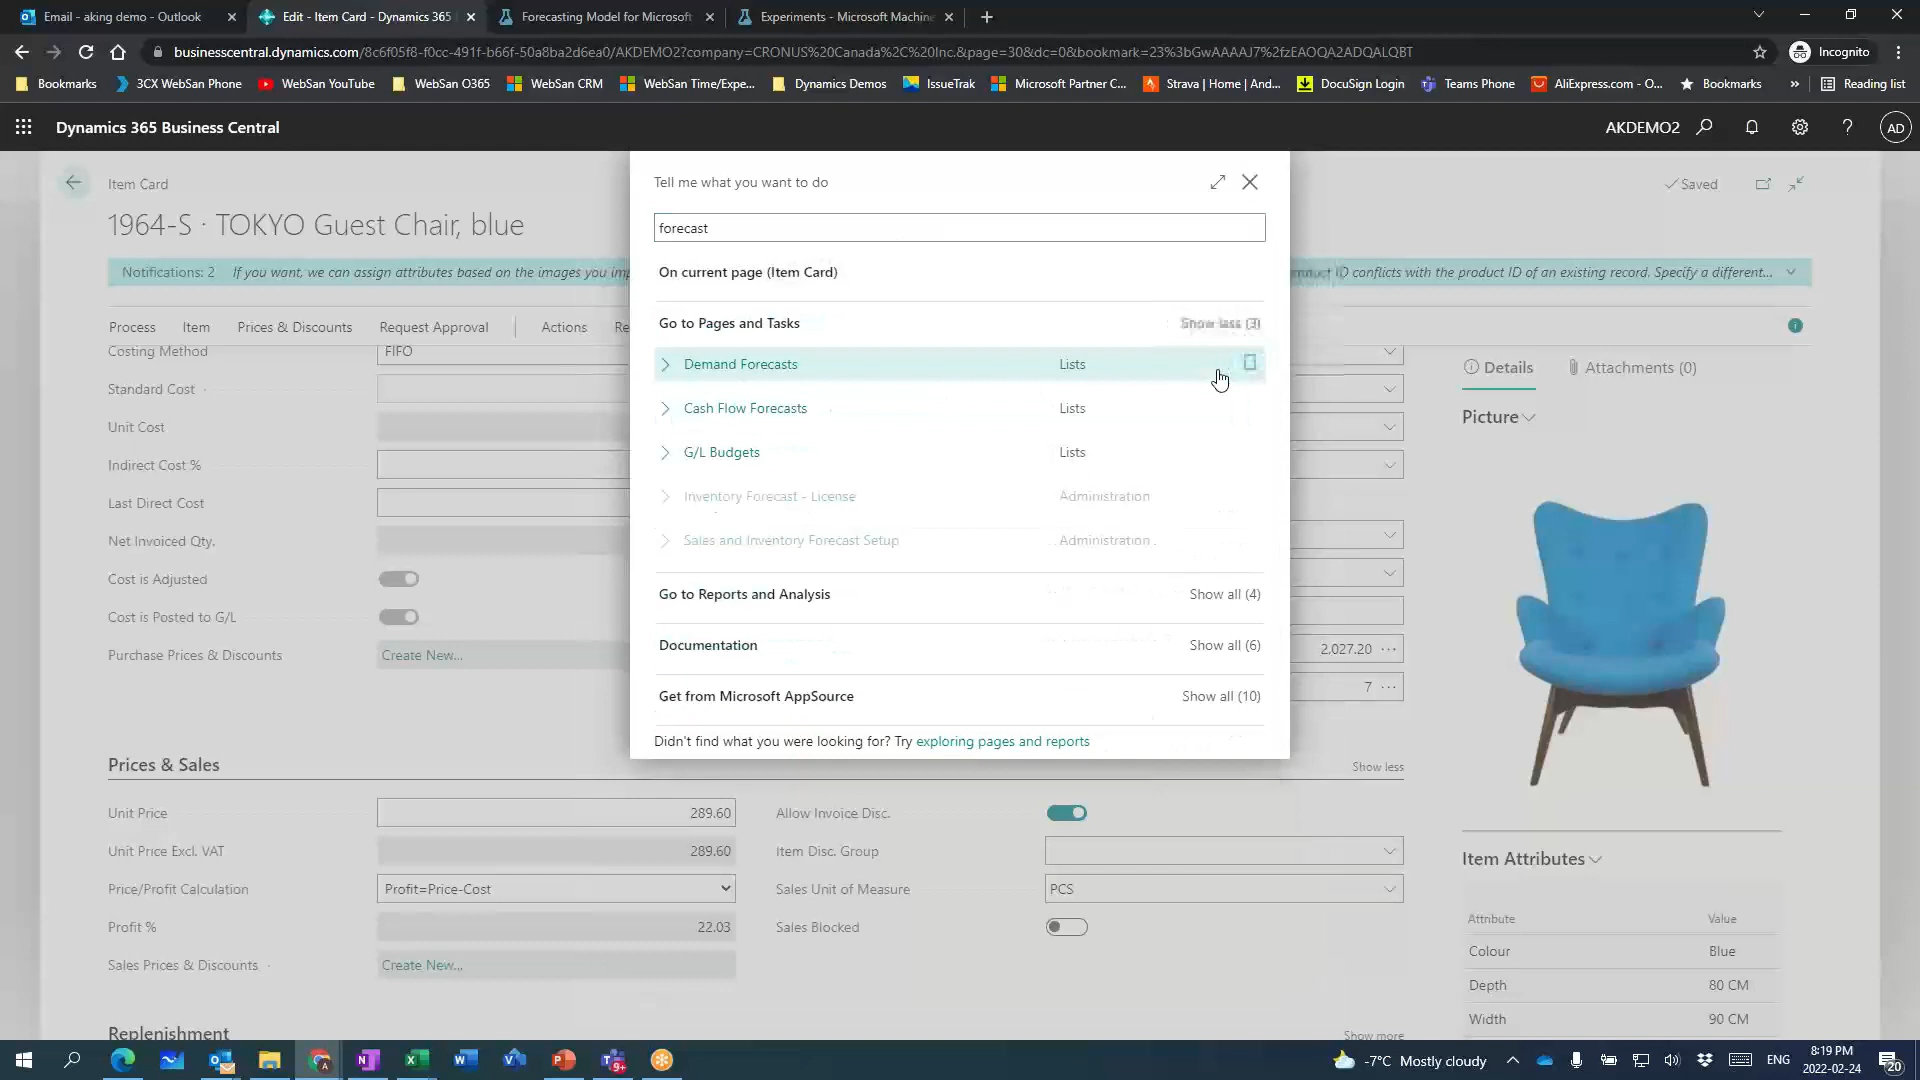 Email - aking demo - Outlook
Edit - Item Card - Dynamics 365
Forecasting Model for Microsoft
Experiments - Microsoft Machine
businesscentral.dynamics.com/8c6f05f8-f0cc-491f-b66f-50a8ba2d6ea0/AKDEMO2?company=CRONUS%20Canada%2C%20Inc.&page=30&dc=0&bookmark=23%3bGwAAAAJ7%2fzEAOQA2ADQALQBT
Incognito
Bookmarks
3CX WebSan Phone
WebSan YouTube
WebSan O365
WebSan CRM
WebSan Time/Expe...
Dynamics Demos
IssueTrak
Microsoft Partner C...
Strava | Home | And...
DocuSign Login
Teams Phone
AliExpress.com - O...
Bookmarks
»
Reading list
Dynamics 365 Business Central
AKDEMO2
?
AD
Item Card
Saved
1964-S · TOKYO Guest Chair, blue
Notifications: 2 If you want, we can assign attributes based on the images you
ID conflicts with the product ID of an existing record. Specify a different...
Process
Item
Prices & Discounts
Request Approval
Actions
Re
Costing Method
FIFO
Standard Cost
Unit Cost
Indirect Cost %
Last Direct Cost
Net Invoiced Qty.
Cost is Adjusted
Cost is Posted to G/L
Purchase Prices & Discounts
Create New...
2,027.20 ...
7 ...
Tell me what you want to do
forecast
On current page (Item Card)
Go to Pages and Tasks
Show less (3)
Demand Forecasts
Lists
Cash Flow Forecasts
Lists
G/L Budgets
Lists
Inventory Forecast - License
Administration
Sales and Inventory Forecast Setup
Administration
Go to Reports and Analysis
Show all (4)
Documentation
Show all (6)
Get from Microsoft AppSource
Show all (10)
Didn't find what you were looking for? Try exploring pages and reports
Prices & Sales
Show less
Unit Price
289.60
Allow Invoice Disc.
Unit Price Excl. VAT
289.60
Item Disc. Group
Price/Profit Calculation
Profit=Price-Cost
Sales Unit of Measure
PCS
Profit %
22.03
Sales Blocked
Sales Prices & Discounts
Create New...
Replenishment
Show more
Details
Attachments (0)
Picture
Item Attributes
Attribute
Value
Colour
Blue
Depth
80 CM
Width
90 CM
-7°C Mostly cloudy
ENG
8:19 PM
2022-02-24
20
9+